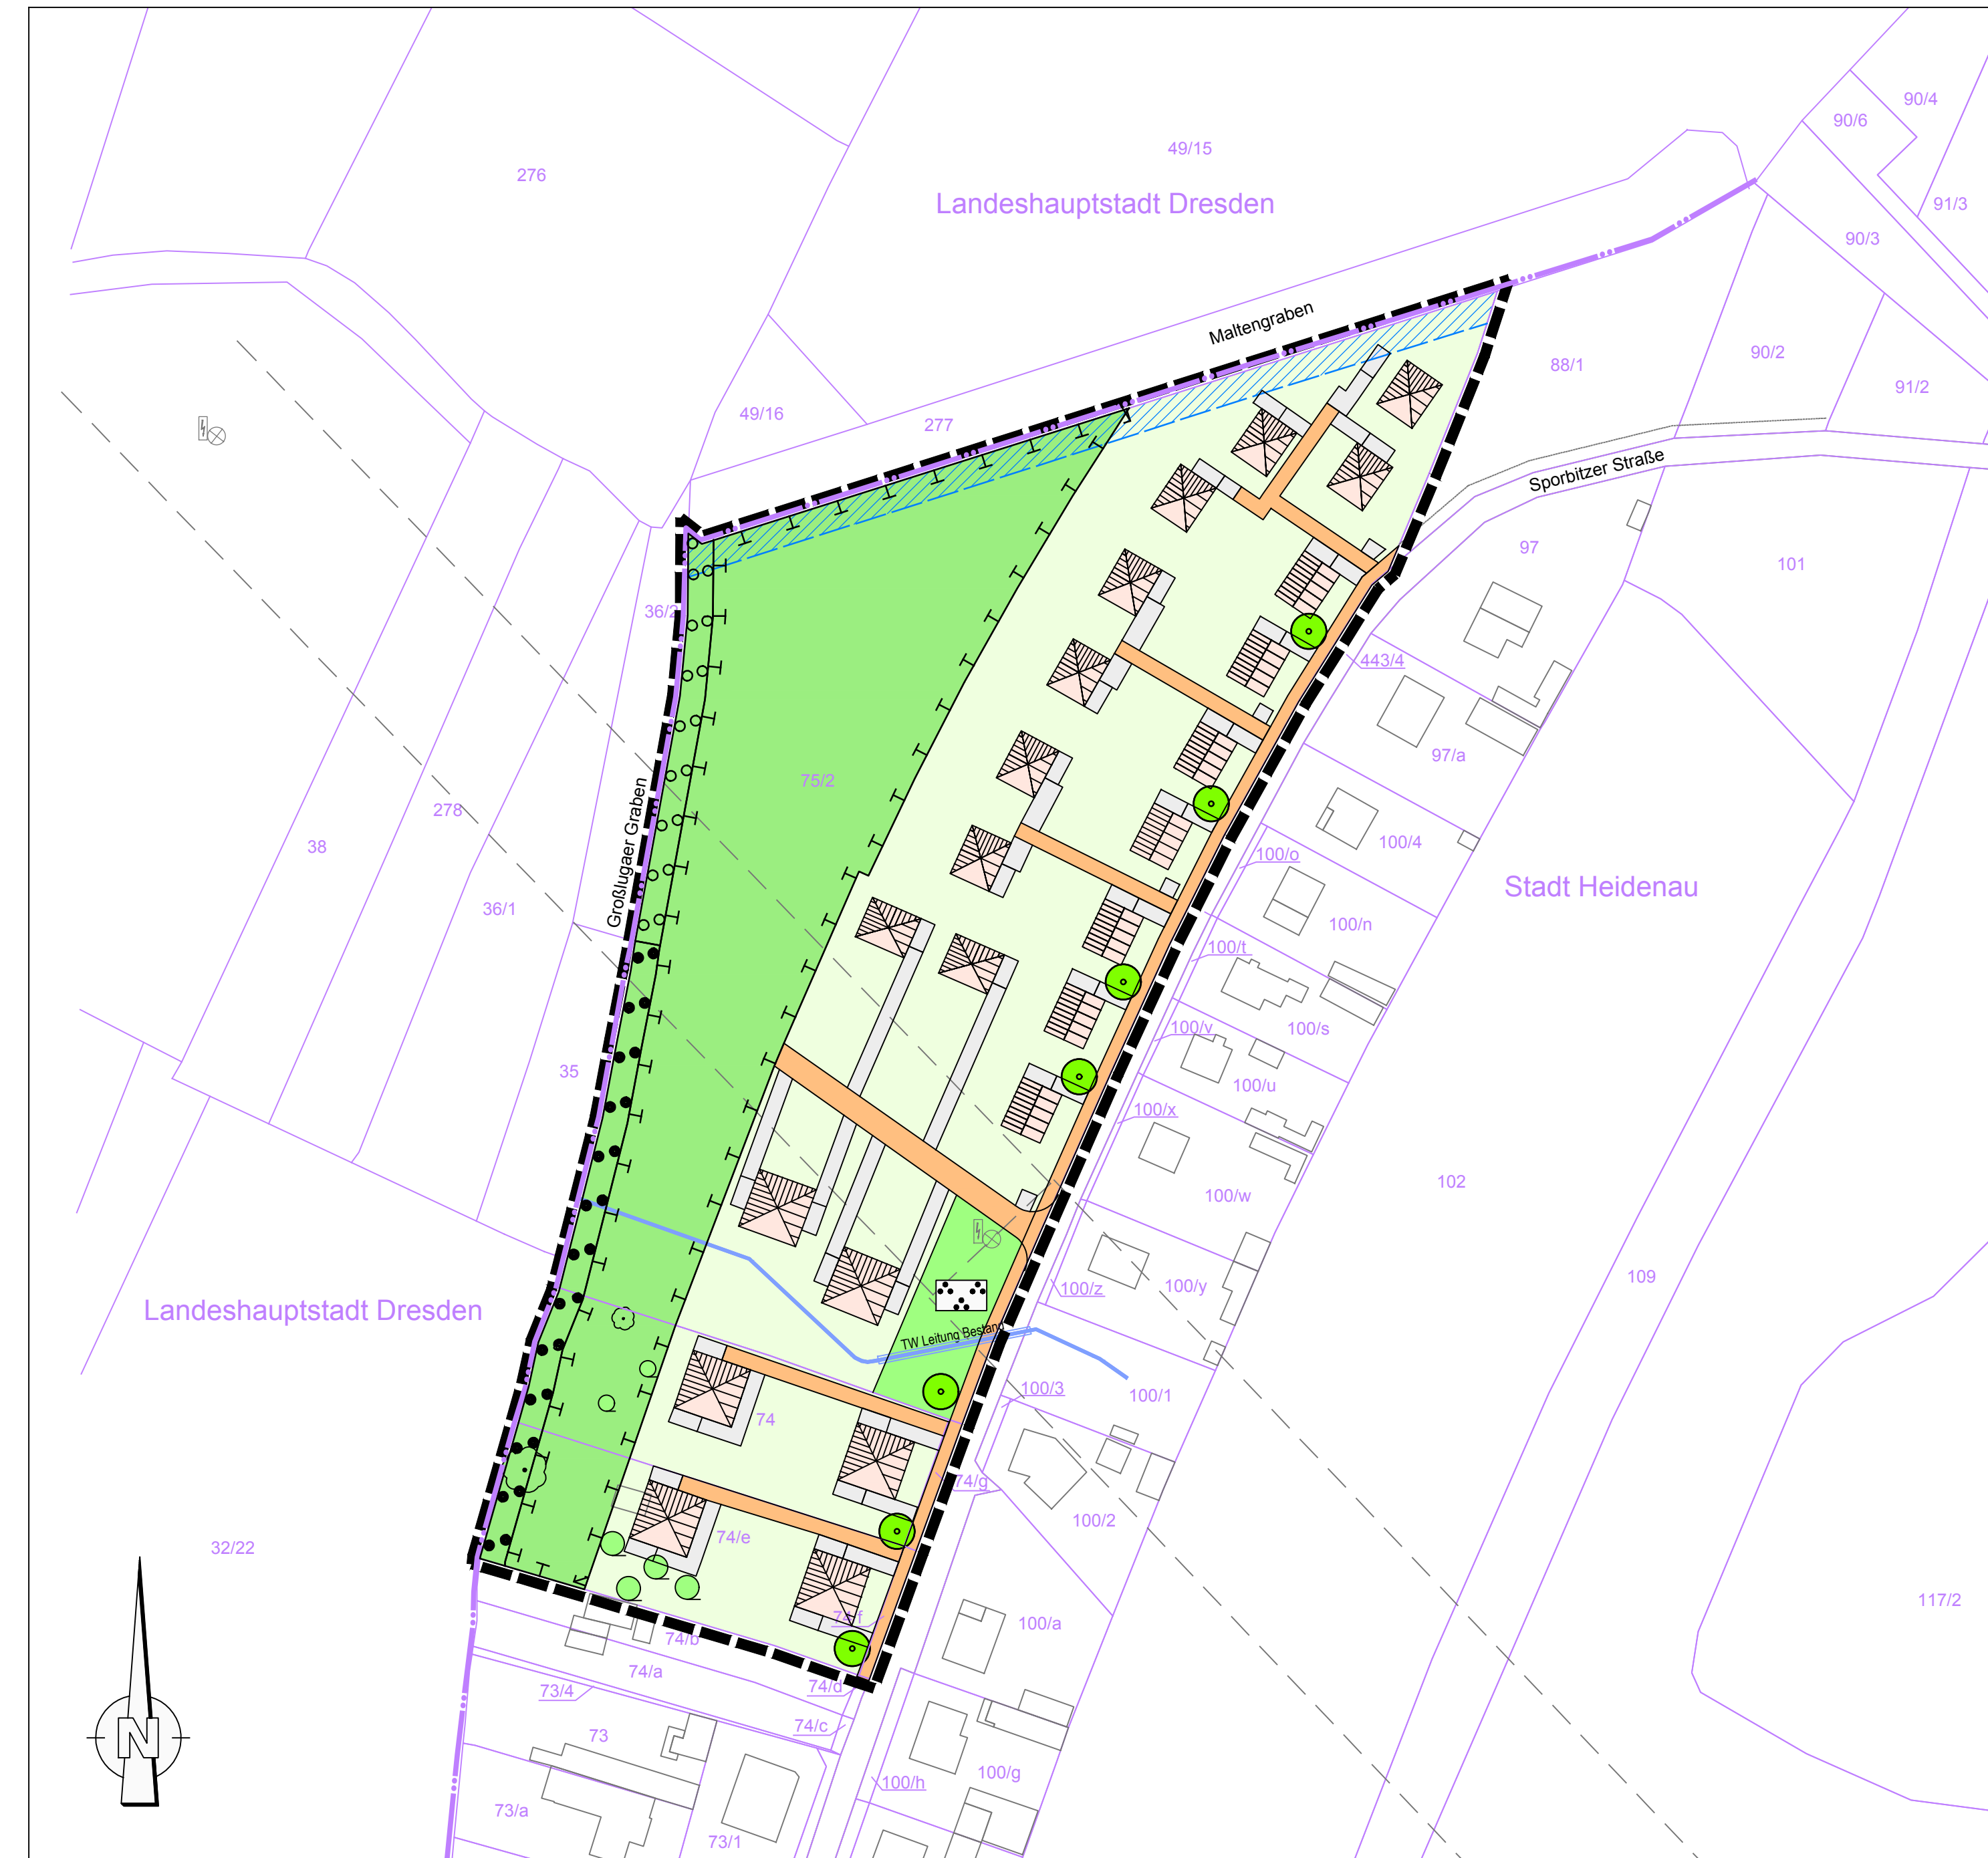 90/4
90/6
49/15
276
Landeshauptstadt Dresden
91/3
90/3
Maltengraben
90/2
88/1
91/2
49/16
277
Sporbitzer Straße
97
101
36/2
443/4
97/a
75/2
278
38
100/4
100/o
Großlugaer Graben
Stadt Heidenau
36/1
100/n
100/t
100/v
100/s
35
100/u
100/x
102
100/w
109
100/z
100/y
Landeshauptstadt Dresden
TW Leitung Bestand
100/3
100/1
74
74/g
100/2
74/e
32/22
117/2
74/f
100/a
74/b
74/a
74/d
73/4
74/c
73
100/g
100/h
73/a
73/1
N